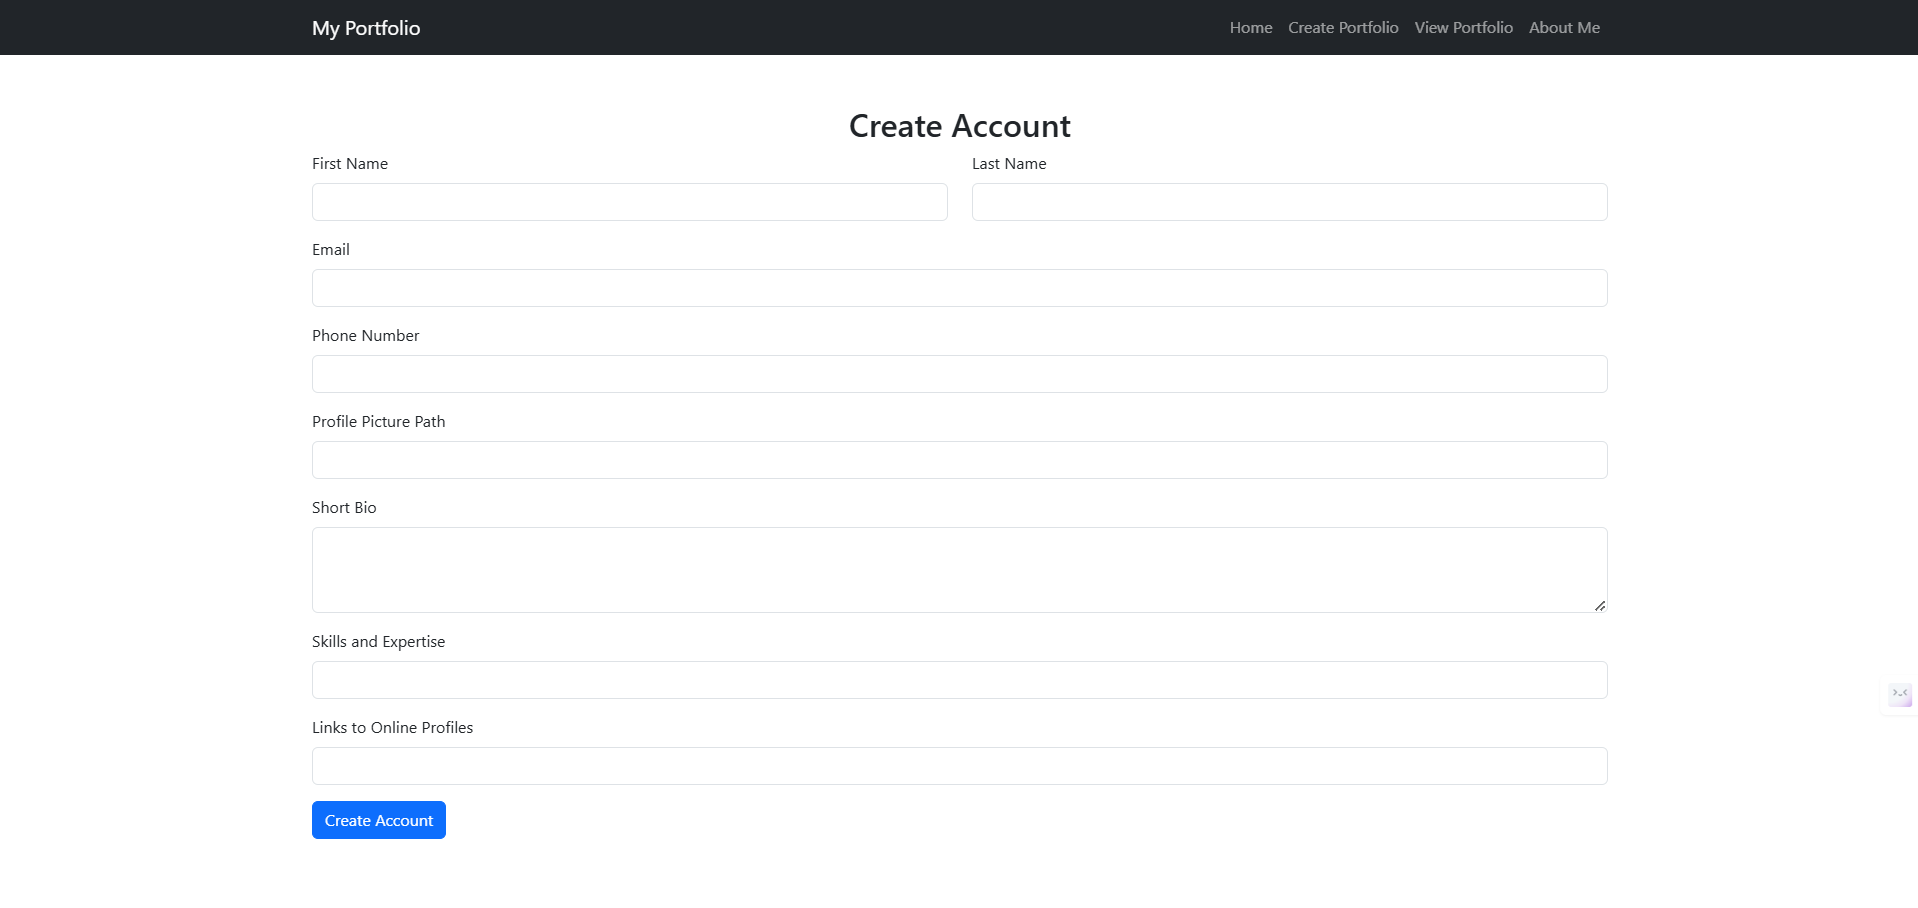 My Portfolio
Home Create Portfolio View Portfolio About Me
Create Account
First Name Last Name
Email
Phone Number
Profile Picture Path
Short Bio
Skills and Expertise
Links to Online Profiles
Create Account